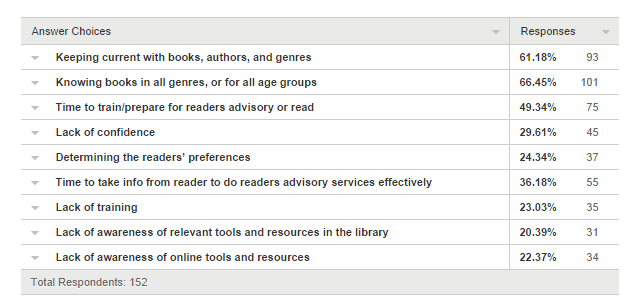 Answer Choices Responses
Keeping current with books, authors, and genres 61.18% 93
Knowing books in all genres, or for all age groups 66.45% 101
Time to train/prepare for readers advisory or read 49.34% 75
Lack of confidence 29.61% 45
Determining the readers' preferences 24.34% 37
Time to take info from reader to do readers advisory services effectively 36.18% 55
Lack of training 23.03% 35
Lack of awareness of relevant tools and resources in the library 20.39% 31
Lack of awareness of online tools and resources 22.37% 34
Total Respondents: 152